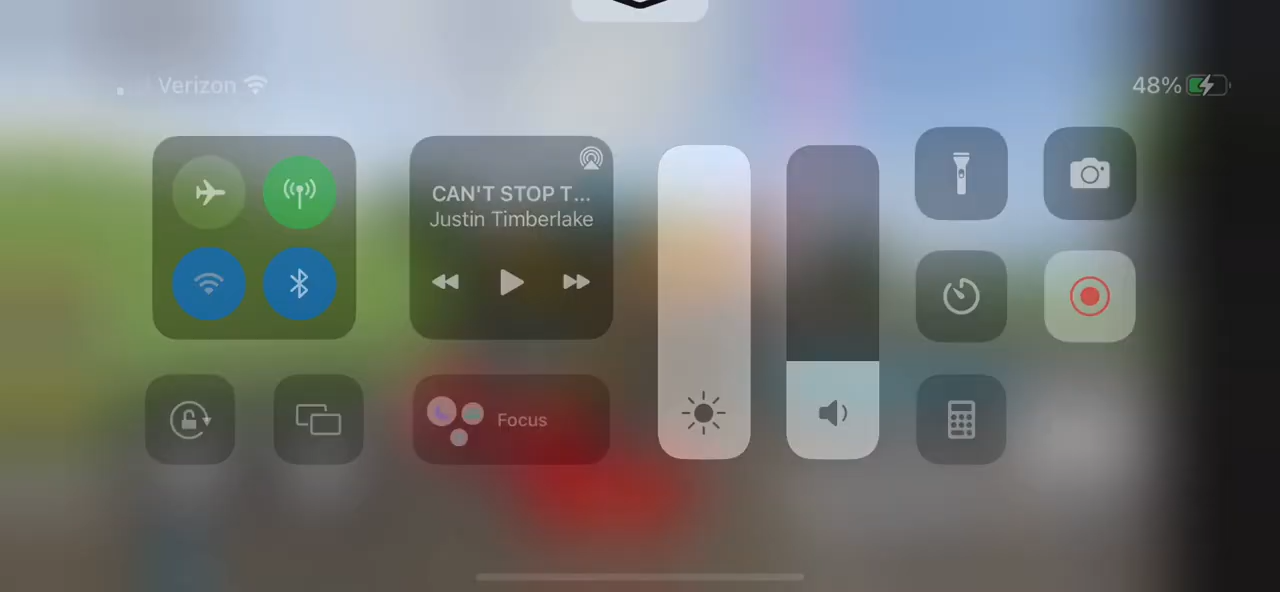 Verizon
48%
CAN'T STOP T...
Justin Timberlake
Focus